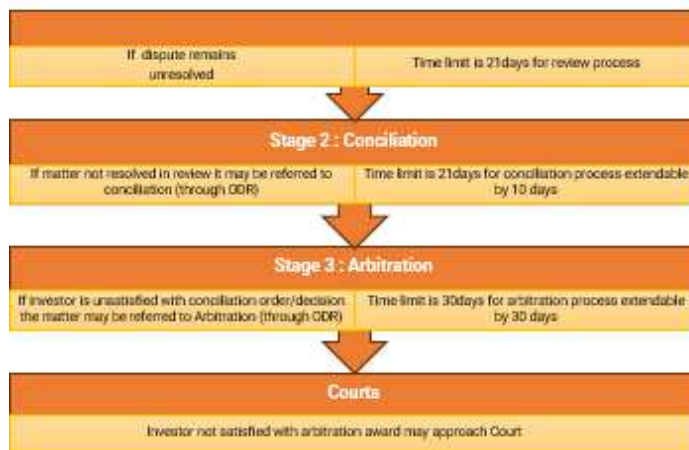 If dispute remains
unresolved
Time limit is 21days for review process
Stage 2 : Conciliation
If matter not resolved in review it may be referred to
conciliation (through ODR)
Time limit is 21days for conciliation process extendable
by 10 days
Stage 3 : Arbitration
If investor is unsatisfied with conciliation order/decision
the matter may be referred to Arbitration (through ODR)
Time limit is 30days for arbitration process extendable
by 30 days
Courts
Investor not satisfied with arbitration award may approach Court